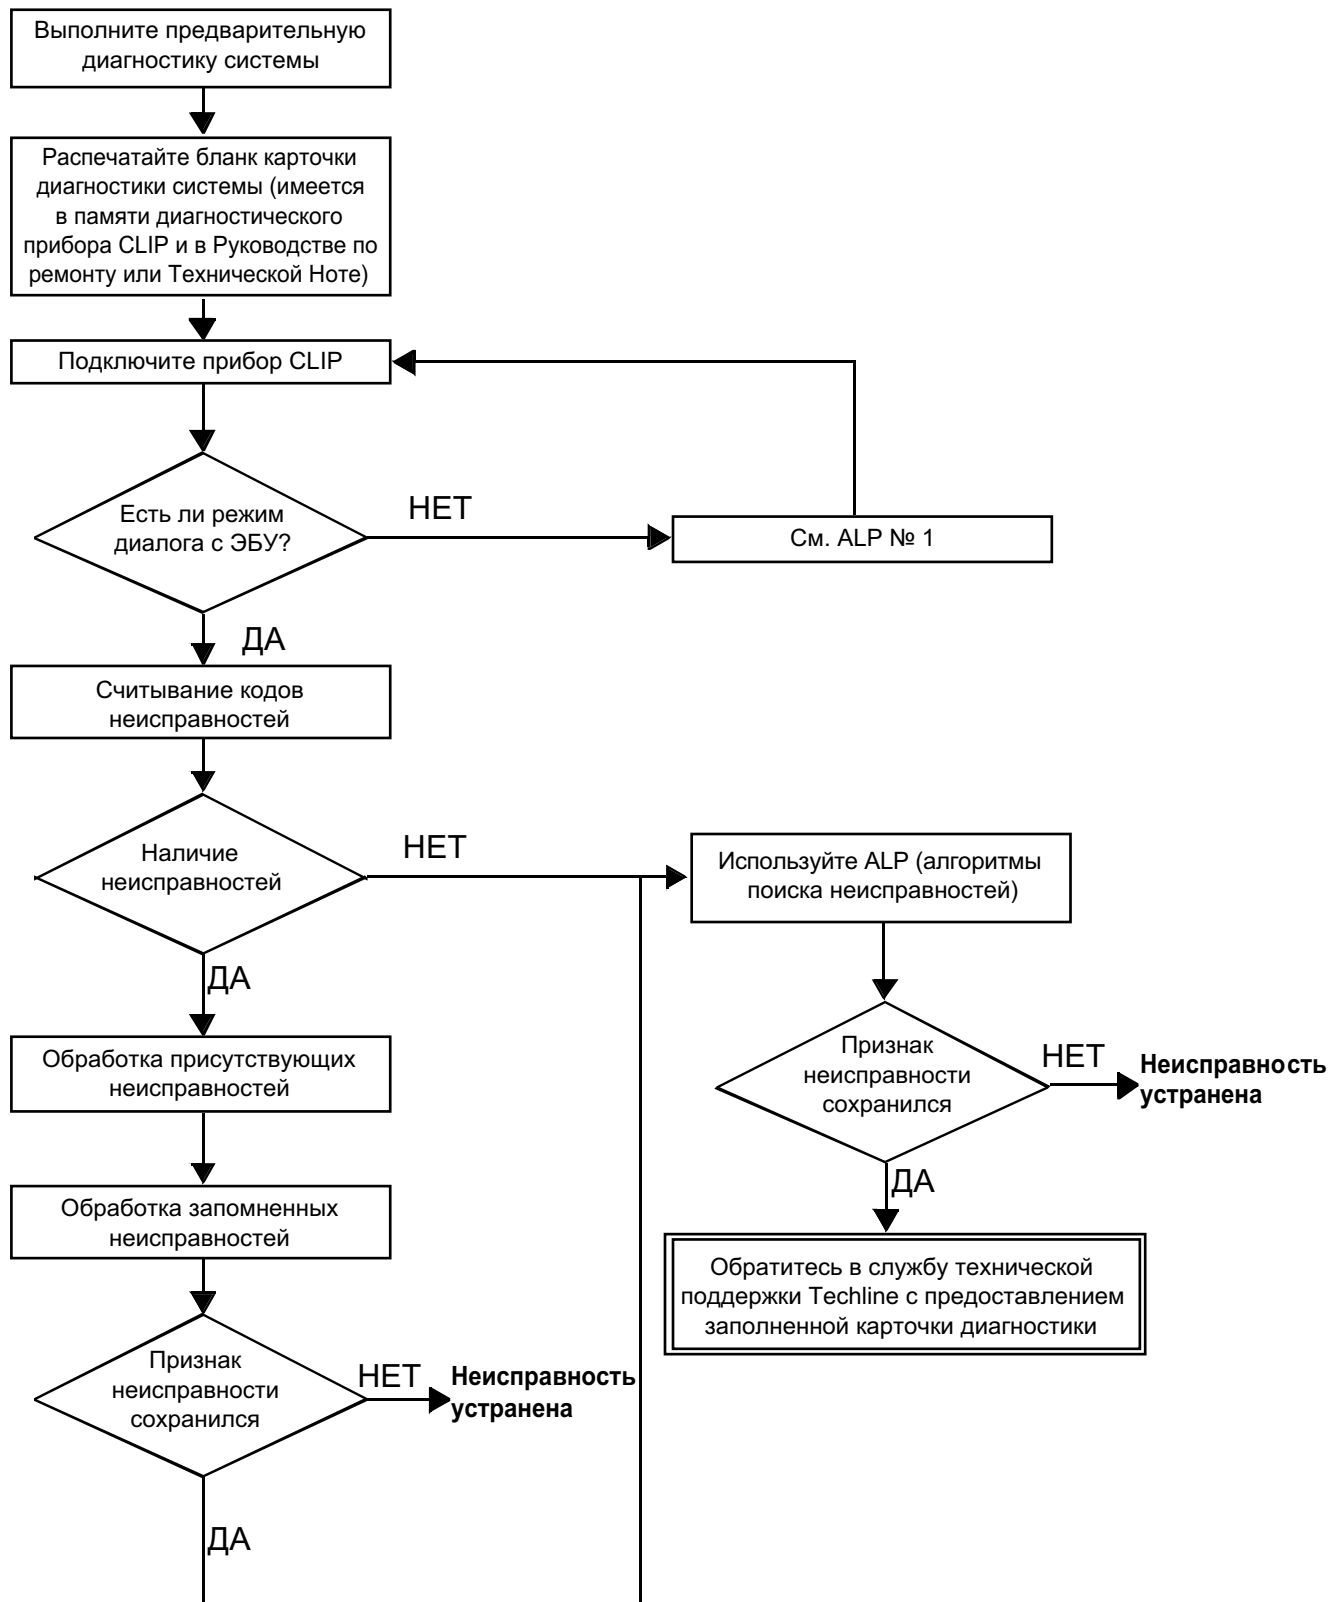 Выполните предварительную
диагностику системы
Распечатайте бланк карточки
диагностики системы (имеется
в памяти диагностического
прибора CLIP и в Руководстве по
ремонту или Технической Ноте)
Подключите прибор CLIP
Есть ли режим
диалога с ЭБУ?
НЕТ
См. ALP № 1
ДА
Считывание кодов
неисправностей
Наличие
неисправностей
НЕТ
Используйте ALP (алгоритмы
поиска неисправностей)
ДА
Обработка присутствующих
неисправностей
Признак
неисправности
сохранился
НЕТ
Неисправность
устранена
ДА
Обработка запомненных
неисправностей
Обратитесь в службу технической
поддержки Techline с предоставлением
заполненной карточки диагностики
Признак
неисправности
сохранился
НЕТ
Неисправность
устранена
ДА